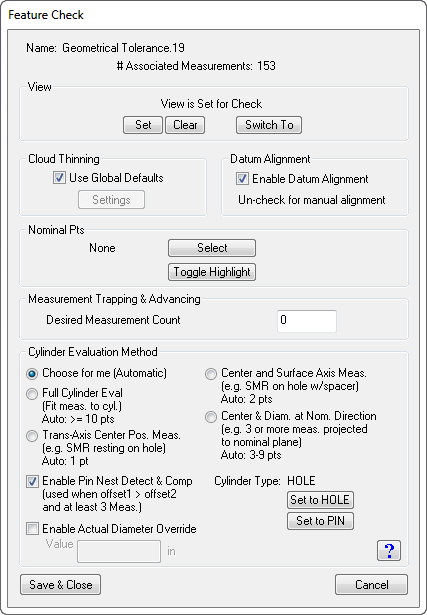 Feature Check
Name: Geometrical Tolerance.19
# Associated Measurements: 153
View
View is Set for Check
Set Clear Switch To
Cloud Thinning
Use Global Defaults
Settings
Datum Alignment
Enable Datum Alignment
Un-check for manual alignment
Nominal Pts
None Select
Toggle Highlight
Measurement Trapping & Advancing
Desired Measurement Count 0
Cylinder Evaluation Method
Choose for me (Automatic)
Full Cylinder Eval
(Fit meas. to cyl.)
Auto: >= 10 pts
Trans-Axis Center Pos. Meas.
(e.g. SMR resting on hole)
Auto: 1 pt
Center and Surface Axis Meas.
(e.g. SMR on hole w/spacer)
Auto: 2 pts
Center & Diam. at Nom. Direction
(e.g. 3 or more meas. projected
to nominal plane)
Auto: 3-9 pts
Enable Pin Nest Detect & Comp
(used when offset1 > offset2
and at least 3 Meas.)
Cylinder Type: HOLE
Set to HOLE
Set to PIN
Enable Actual Diameter Override
Value in
?
Save & Close Cancel